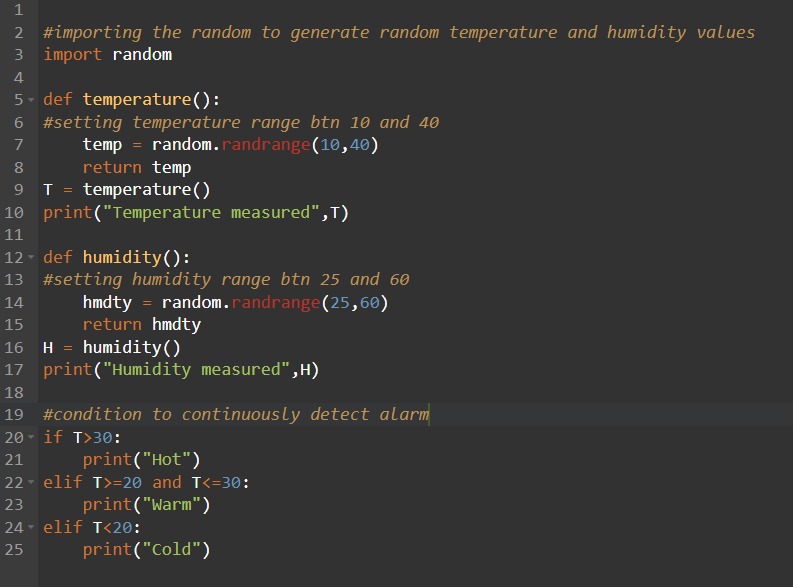 1
2 #importing the random to generate random temperature and humidity values
3 import random
4
5 def temperature():
6 #setting temperature range btn 10 and 40
7     temp = random.randrange(10,40)
8     return temp
9 T = temperature()
10 print("Temperature measured",T)
11
12 def humidity():
13 #setting humidity range btn 25 and 60
14     hmdty = random.randrange(25,60)
15     return hmdty
16 H = humidity()
17 print("Humidity measured",H)
18
19 #condition to continuously detect alarm
20 if T>30:
21     print("Hot")
22 elif T>=20 and T<=30:
23     print("Warm")
24 elif T<20:
25     print("Cold")